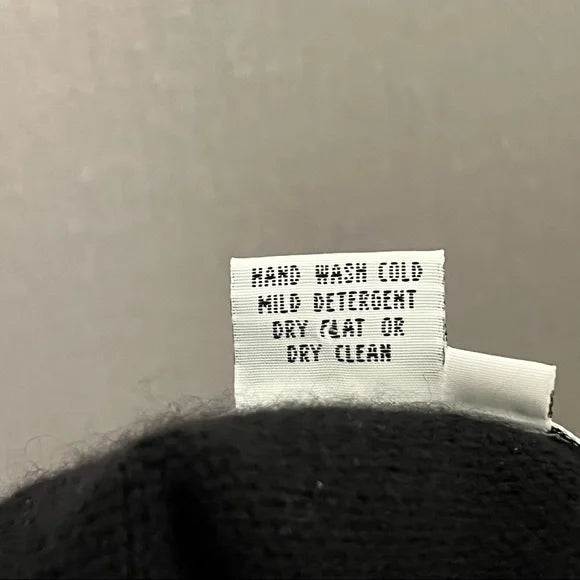 HAND WASH COLD
MILD DETERGENT
DRY FLAT OR
DRY CLEAN